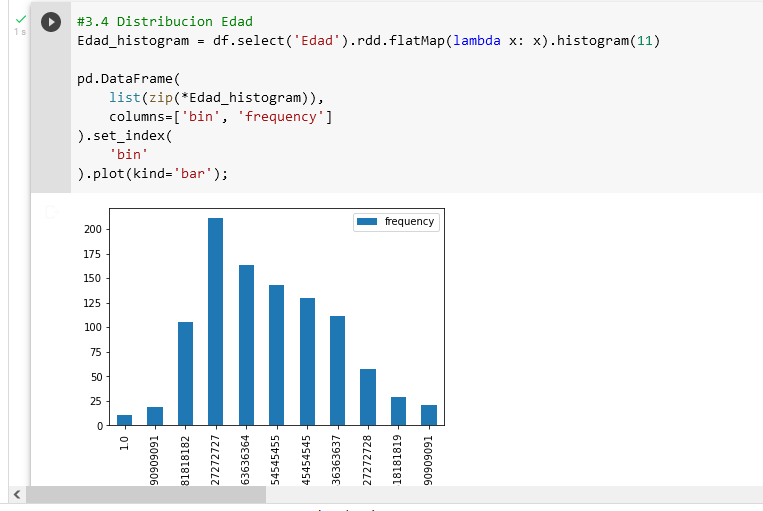 1 s
#3.4 Distribucion Edad
Edad_histogram = df.select('Edad').rdd.flatMap(lambda x: x).histogram(11)
pd.DataFrame(
list(zip(*Edad_histogram)),
columns=['bin', 'frequency']
).set_index(
'bin'
).plot(kind='bar');
frequency
200
175
150
125
100
75
50
25
0
1.0
90909091
81818182
27272727
63636364
54545455
45454545
36363637
27272728
18181819
90909091